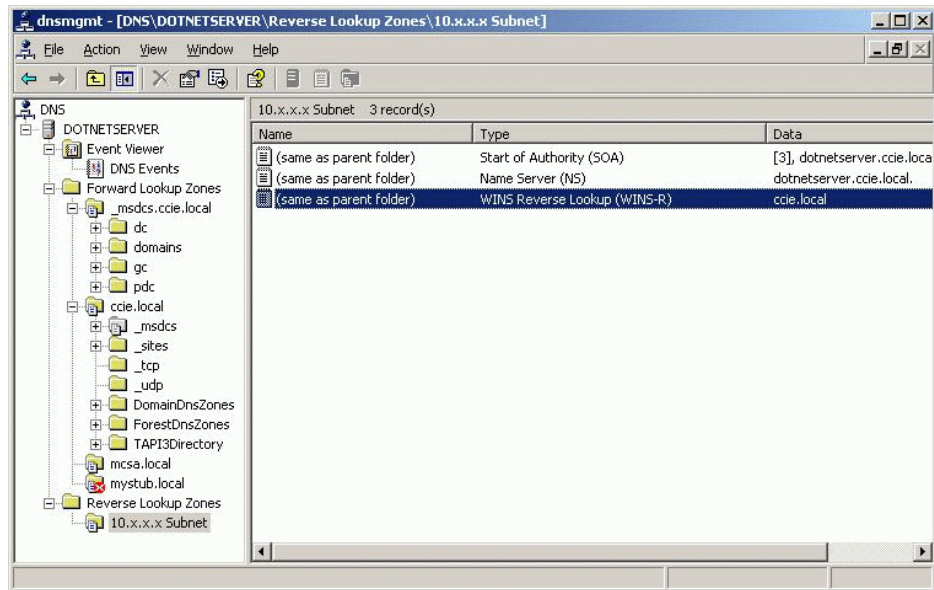 dnsmgmt - [DNS\DOTNETSERVER\Reverse Lookup Zones\10.x.x.x Subnet]
File Action View Window Help
DNS
DOTNETSERVER
Event Viewer
DNS Events
Forward Lookup Zones
_msdcs.ccie.local
dc
domains
gc
pdc
ccie.local
_msdcs
_sites
_tcp
_udp
DomainDnsZones
ForestDnsZones
TAPI3Directory
mcsa.local
mystub.local
Reverse Lookup Zones
10.x.x.x Subnet
10.x.x.x Subnet 3 record(s)
Name Type Data
(same as parent folder) Start of Authority (SOA) [3], dotnetserver.ccie.loca
(same as parent folder) Name Server (NS) dotnetserver.ccie.local.
(same as parent folder) WINS Reverse Lookup (WINS-R) ccie.local